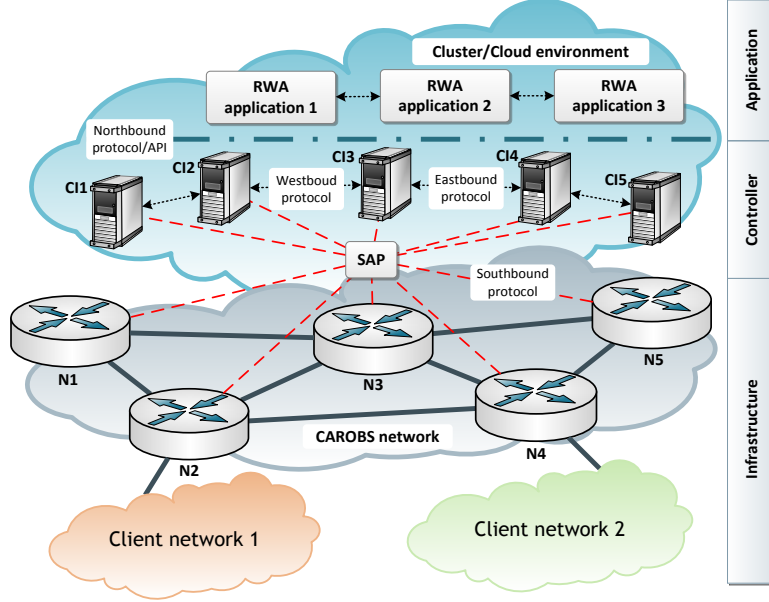 Cluster/Cloud environment
RWA
application 1
RWA
application 2
RWA
application 3
Application
Northbound
protocol/API
CI1
CI2
CI3
CI4
CI5
Westboud
protocol
Eastbound
protocol
Controller
SAP
Southbound
protocol
N1
N2
N3
N4
N5
CAROBS network
Infrastructure
Client network 1
Client network 2